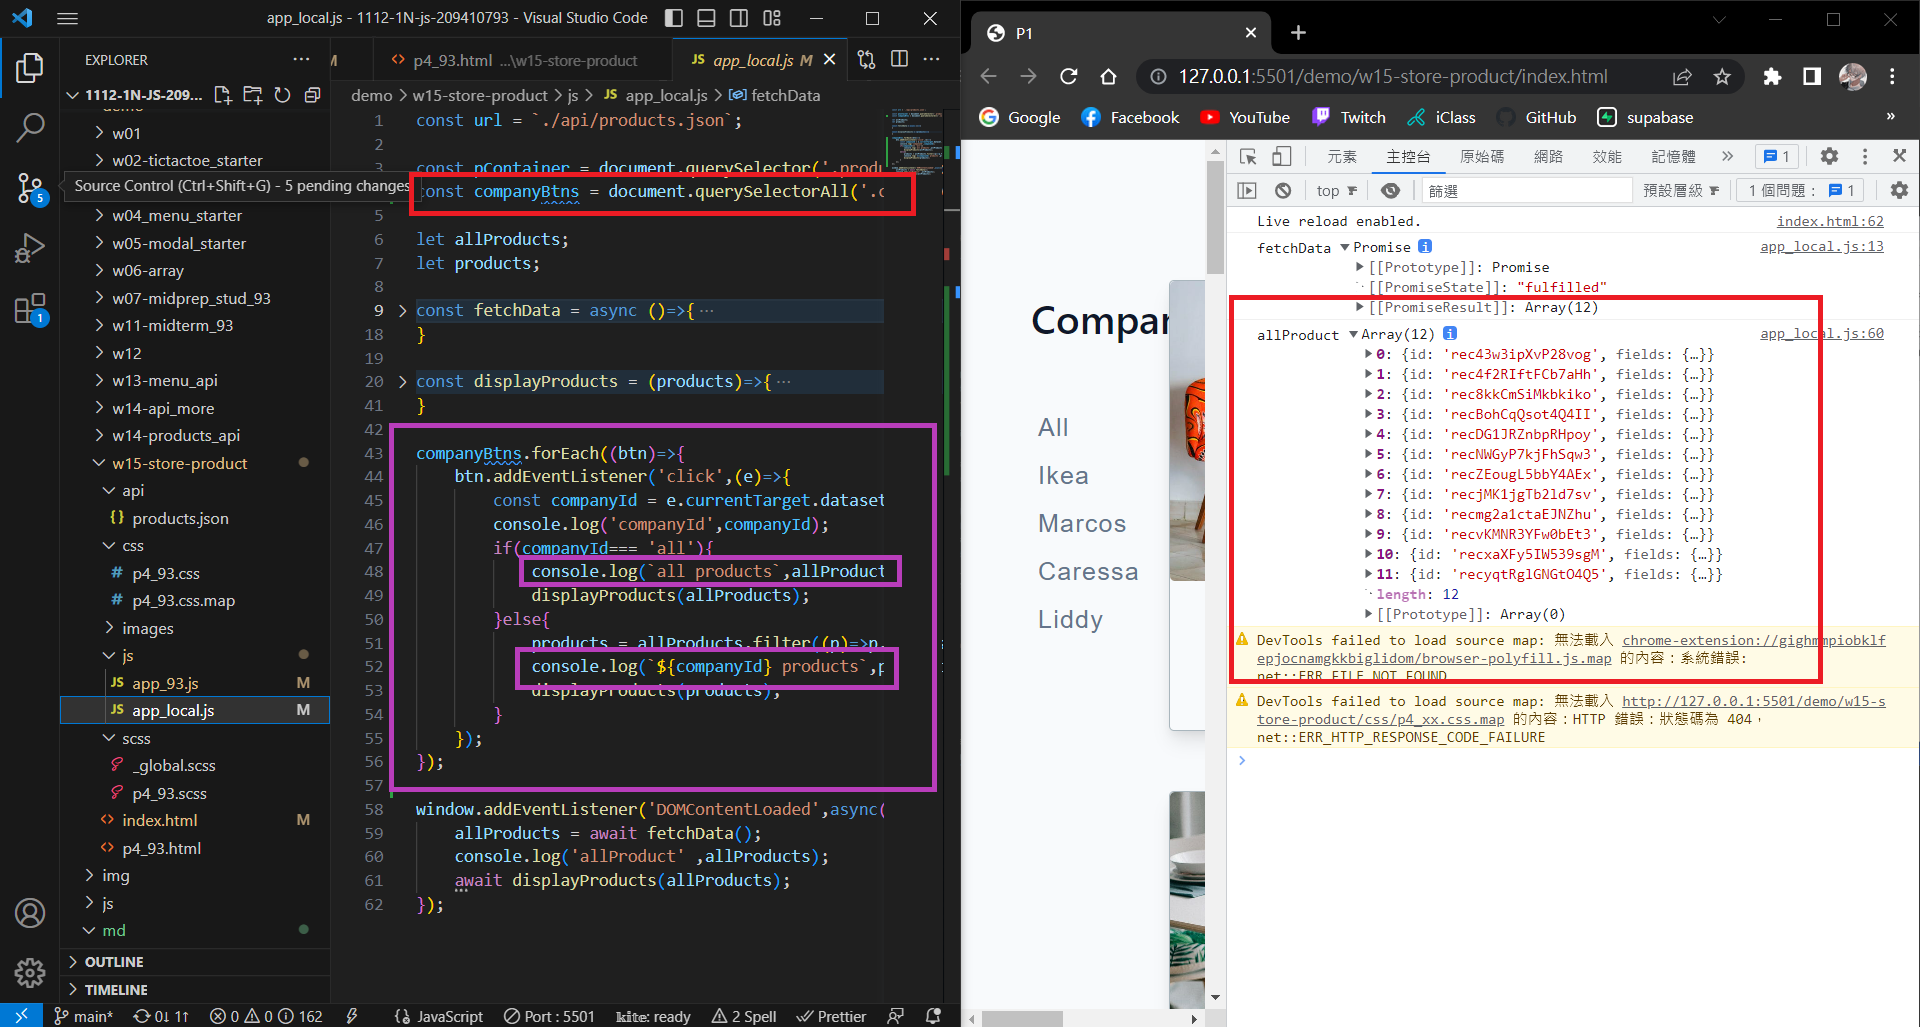 app_local.js - 1112-1N-js-209410793 - Visual Studio Code
EXPLORER
1112-1N-JS-209...
w01
w02-tictactoe_starter
Source Control (Ctrl+Shift+G) - 5 pending changes
w04_menu_starter
w05-modal_starter
w06-array
w07-midprep_stud_93
w11-midterm_93
w12
w13-menu_api
w14-api_more
w14-products_api
w15-store-product
api
{} products.json
css
# p4_93.css
# p4_93.css.map
images
js
JS app_93.js M
JS app_local.js M
scss
_global.scss
p4_93.scss
<> index.html M
<> p4_93.html
img
js
md
OUTLINE
TIMELINE
5
1
M
<> p4_93.html ...\w15-store-product
JS app_local.js M
demo > w15-store-product > js > JS app_local.js > fetchData
1 const url = `./api/products.json`;
2
3 const pContainer = document.querySelector('.produ
const companyBtns = document.querySelectorAll('.c
5
6 let allProducts;
7 let products;
8
9 const fetchData = async ()=>{ ...
18 }
19
20 const displayProducts = (products)=>{ ...
41 }
42
43 companyBtns.forEach((btn)=>{
44 btn.addEventListener('click',(e)=>{
45 const companyId = e.currentTarget.dataset
46 console.log('companyId',companyId);
47 if(companyId=== 'all'){
48 console.log(`all products`,allProduct
49 displayProducts(allProducts);
50 }else{
51 products = allProducts.filter((p)=>p.
52 console.log(`${companyId} products`,p
53 displayProducts(products);
54 }
55 });
56 });
57
58 window.addEventListener('DOMContentLoaded',async(
59 allProducts = await fetchData();
60 console.log('allProduct' ,allProducts);
61 await displayProducts(allProducts);
62 });
main* 0↓ 1↑ 0 0 162 {} JavaScript Port : 5501 kite: ready 2 Spell Prettier
P1
127.0.0.1:5501/demo/w15-store-product/index.html
Google Facebook YouTube Twitch iClass GitHub supabase »
Compan
All
Ikea
Marcos
Caressa
Liddy
元素 主控台 原始碼 網路 效能 記憶體 » 1
top 篩選 預設層級 1 個問題： 1
Live reload enabled. index.html:62
fetchData ▼Promise app_local.js:13
▶[[Prototype]]: Promise
[[PromiseState]]: "fulfilled"
▶[[PromiseResult]]: Array(12)
allProduct ▼Array(12) app_local.js:60
▶0: {id: 'rec43w3ipXvP28vog', fields: {…}}
▶1: {id: 'rec4f2RIftFCb7aHh', fields: {…}}
▶2: {id: 'rec8kkCmSiMkbkiko', fields: {…}}
▶3: {id: 'recBohCqQsot4Q4II', fields: {…}}
▶4: {id: 'recDG1JRZnbpRHpoy', fields: {…}}
▶5: {id: 'recNWGyP7kjFhSqw3', fields: {…}}
▶6: {id: 'recZEougL5bbY4AEx', fields: {…}}
▶7: {id: 'recjMK1jgTb2ld7sv', fields: {…}}
▶8: {id: 'recmg2a1ctaEJNZhu', fields: {…}}
▶9: {id: 'recvKMNR3YFw0bEt3', fields: {…}}
▶10: {id: 'recxaXFy5IW539sgM', fields: {…}}
▶11: {id: 'recyqtRglGNGtO4Q5', fields: {…}}
length: 12
▶[[Prototype]]: Array(0)
DevTools failed to load source map: 無法載入 chrome-extension://gighmmpiobklf
epjocnamgkkbiglidom/browser-polyfill.js.map 的內容：系統錯誤:
net::ERR_FILE_NOT_FOUND
DevTools failed to load source map: 無法載入 http://127.0.0.1:5501/demo/w15-s
tore-product/css/p4_xx.css.map 的內容：HTTP 錯誤：狀態碼為 404，
net::ERR_HTTP_RESPONSE_CODE_FAILURE